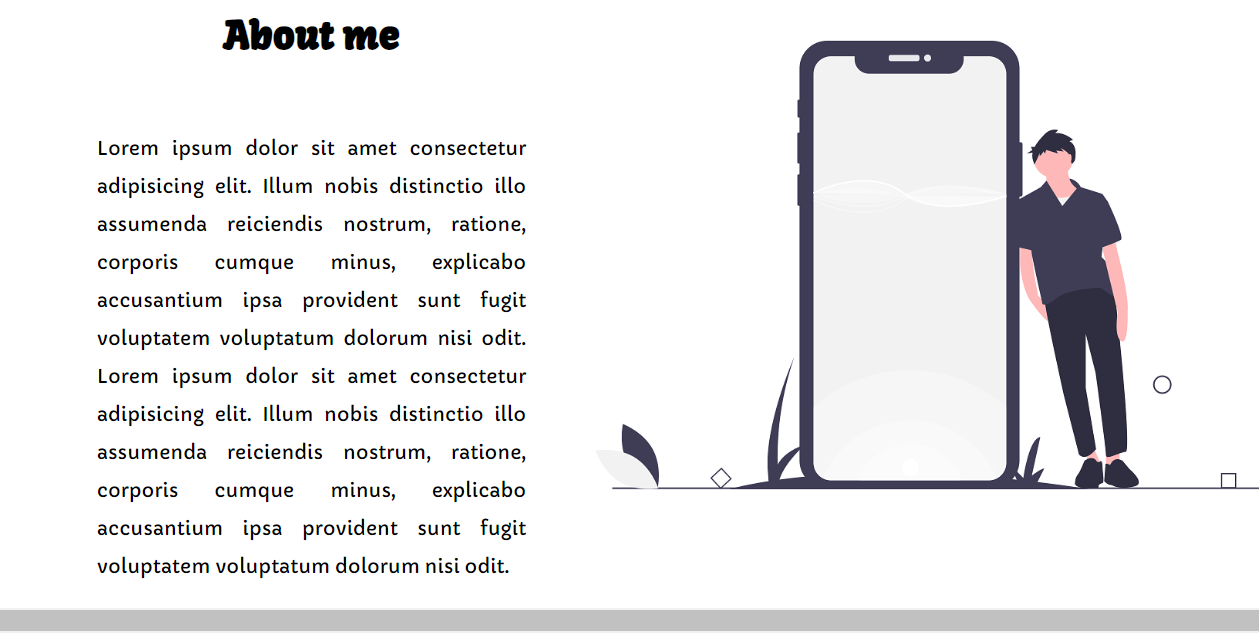 About me
Lorem ipsum dolor sit amet consectetur
adipisicing elit. Illum nobis distinctio illo
assumenda reiciendis nostrum, ratione,
corporis cumque minus, explicabo
accusantium ipsa provident sunt fugit
voluptatem voluptatum dolorum nisi odit.
Lorem ipsum dolor sit amet consectetur
adipisicing elit. Illum nobis distinctio illo
assumenda reiciendis nostrum, ratione,
corporis cumque minus, explicabo
accusantium ipsa provident sunt fugit
voluptatem voluptatum dolorum nisi odit.